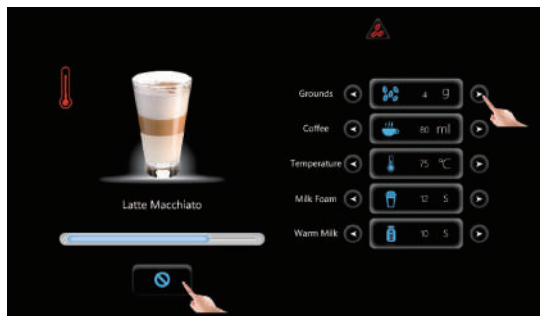 Grounds 4 g
Coffee 80 ml
Temperature 75 °C
Milk Foam 12 S
Warm Milk 10 S
Latte Macchiato